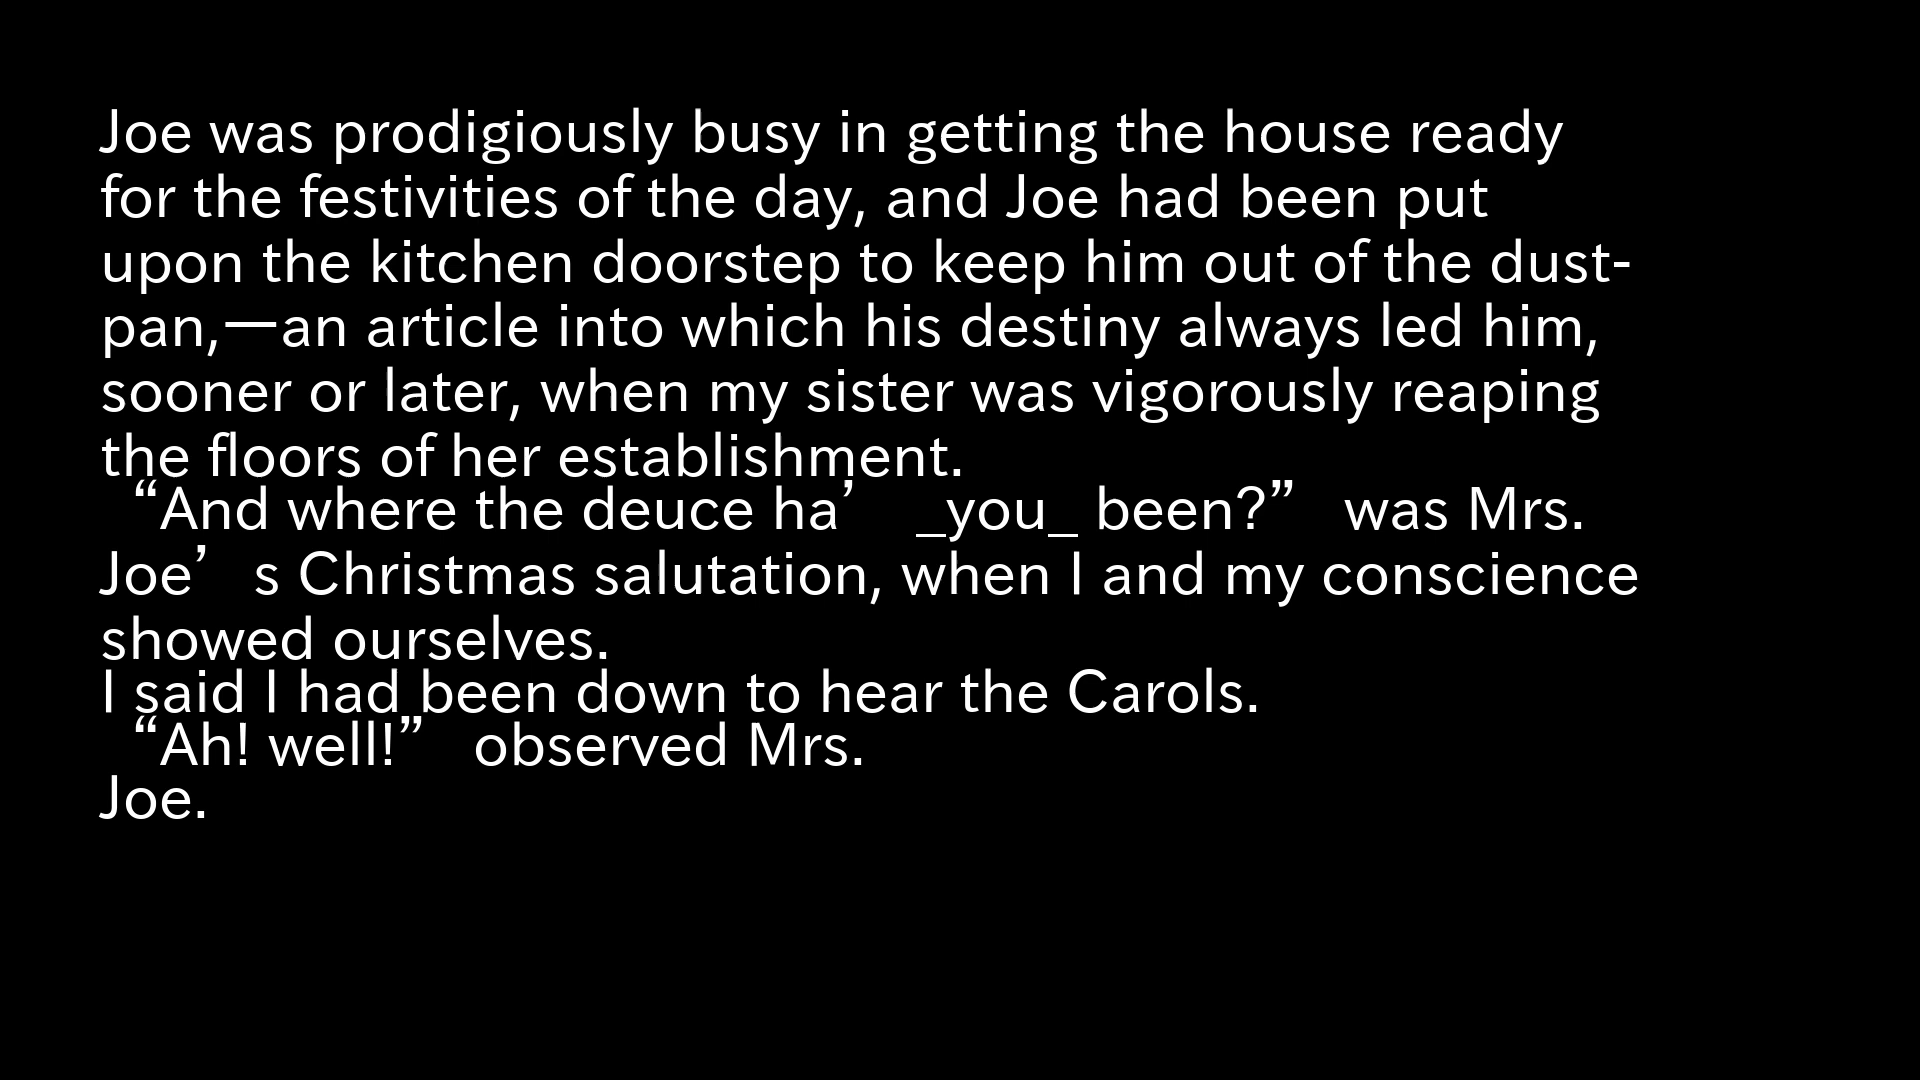 Joe was prodigiously busy in getting the house ready
for the festivities of the day, and Joe had been put
upon the kitchen doorstep to keep him out of the dust-
pan,—an article into which his destiny always led him,
sooner or later, when my sister was vigorously reaping
the floors of her establishment.
“And where the deuce ha’ _you_ been?” was Mrs.
Joe’s Christmas salutation, when I and my conscience
showed ourselves.
I said I had been down to hear the Carols.
“Ah! well!” observed Mrs.
Joe.